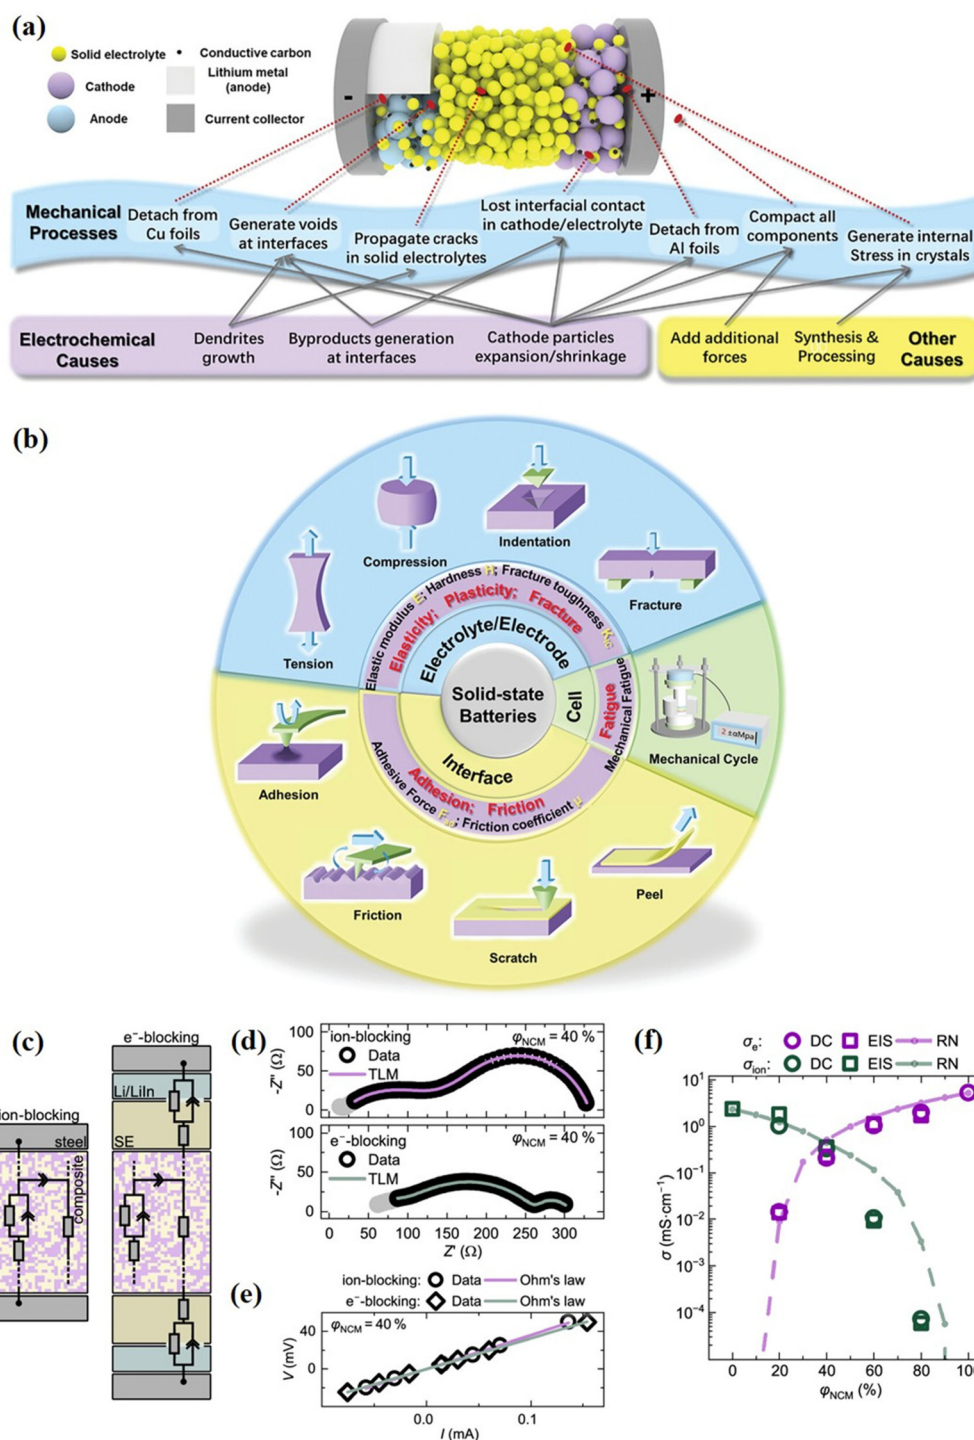 (a)
Solid electrolyte
Conductive carbon
Cathode
Lithium metal
(anode)
Anode
Current collector
-
+
Mechanical
Processes
Detach from
Cu foils
Generate voids
at interfaces
Propagate cracks
in solid electrolytes
Lost interfacial contact
in cathode/electrolyte
Detach from
Al foils
Compact all
components
Generate internal
Stress in crystals
Electrochemical
Causes
Dendrites
growth
Byproducts generation
at interfaces
Cathode particles
expansion/shrinkage
Add additional
forces
Synthesis &
Processing
Other
Causes
(b)
Tension
Compression
Indentation
Fracture
Elastic modulus E; Hardness H; Fracture toughness K
Elasticity; Plasticity; Fracture
Electrolyte/Electrode
Solid-state
Batteries
Cell
Fatigue
Mechanical Fatigue
2 ±αMpa
Mechanical Cycle
Interface
Adhesion; Friction
Adhesive Force F ; Friction coefficient μ
Adhesion
Friction
Scratch
Peel
(c)
e⁻-blocking
Li/LiIn
ion-blocking
steel
SE
composite
(d)
ion-blocking
φNCM = 40 %
Data
TLM
-Z'' (Ω)
100
50
0
e⁻-blocking
φNCM = 40 %
Data
TLM
-Z'' (Ω)
100
50
0
0 50 100 150 200 250 300
Z' (Ω)
(e)
ion-blocking: Data Ohm's law
e⁻-blocking: Data Ohm's law
φNCM = 40 %
V (mV)
40
0
0.0 0.1
I (mA)
(f)
σe: DC EIS RN
σion: DC EIS RN
σ (mS·cm⁻¹)
10¹
10⁰
10⁻¹
10⁻²
10⁻³
10⁻⁴
0 20 40 60 80 100
φNCM (%)